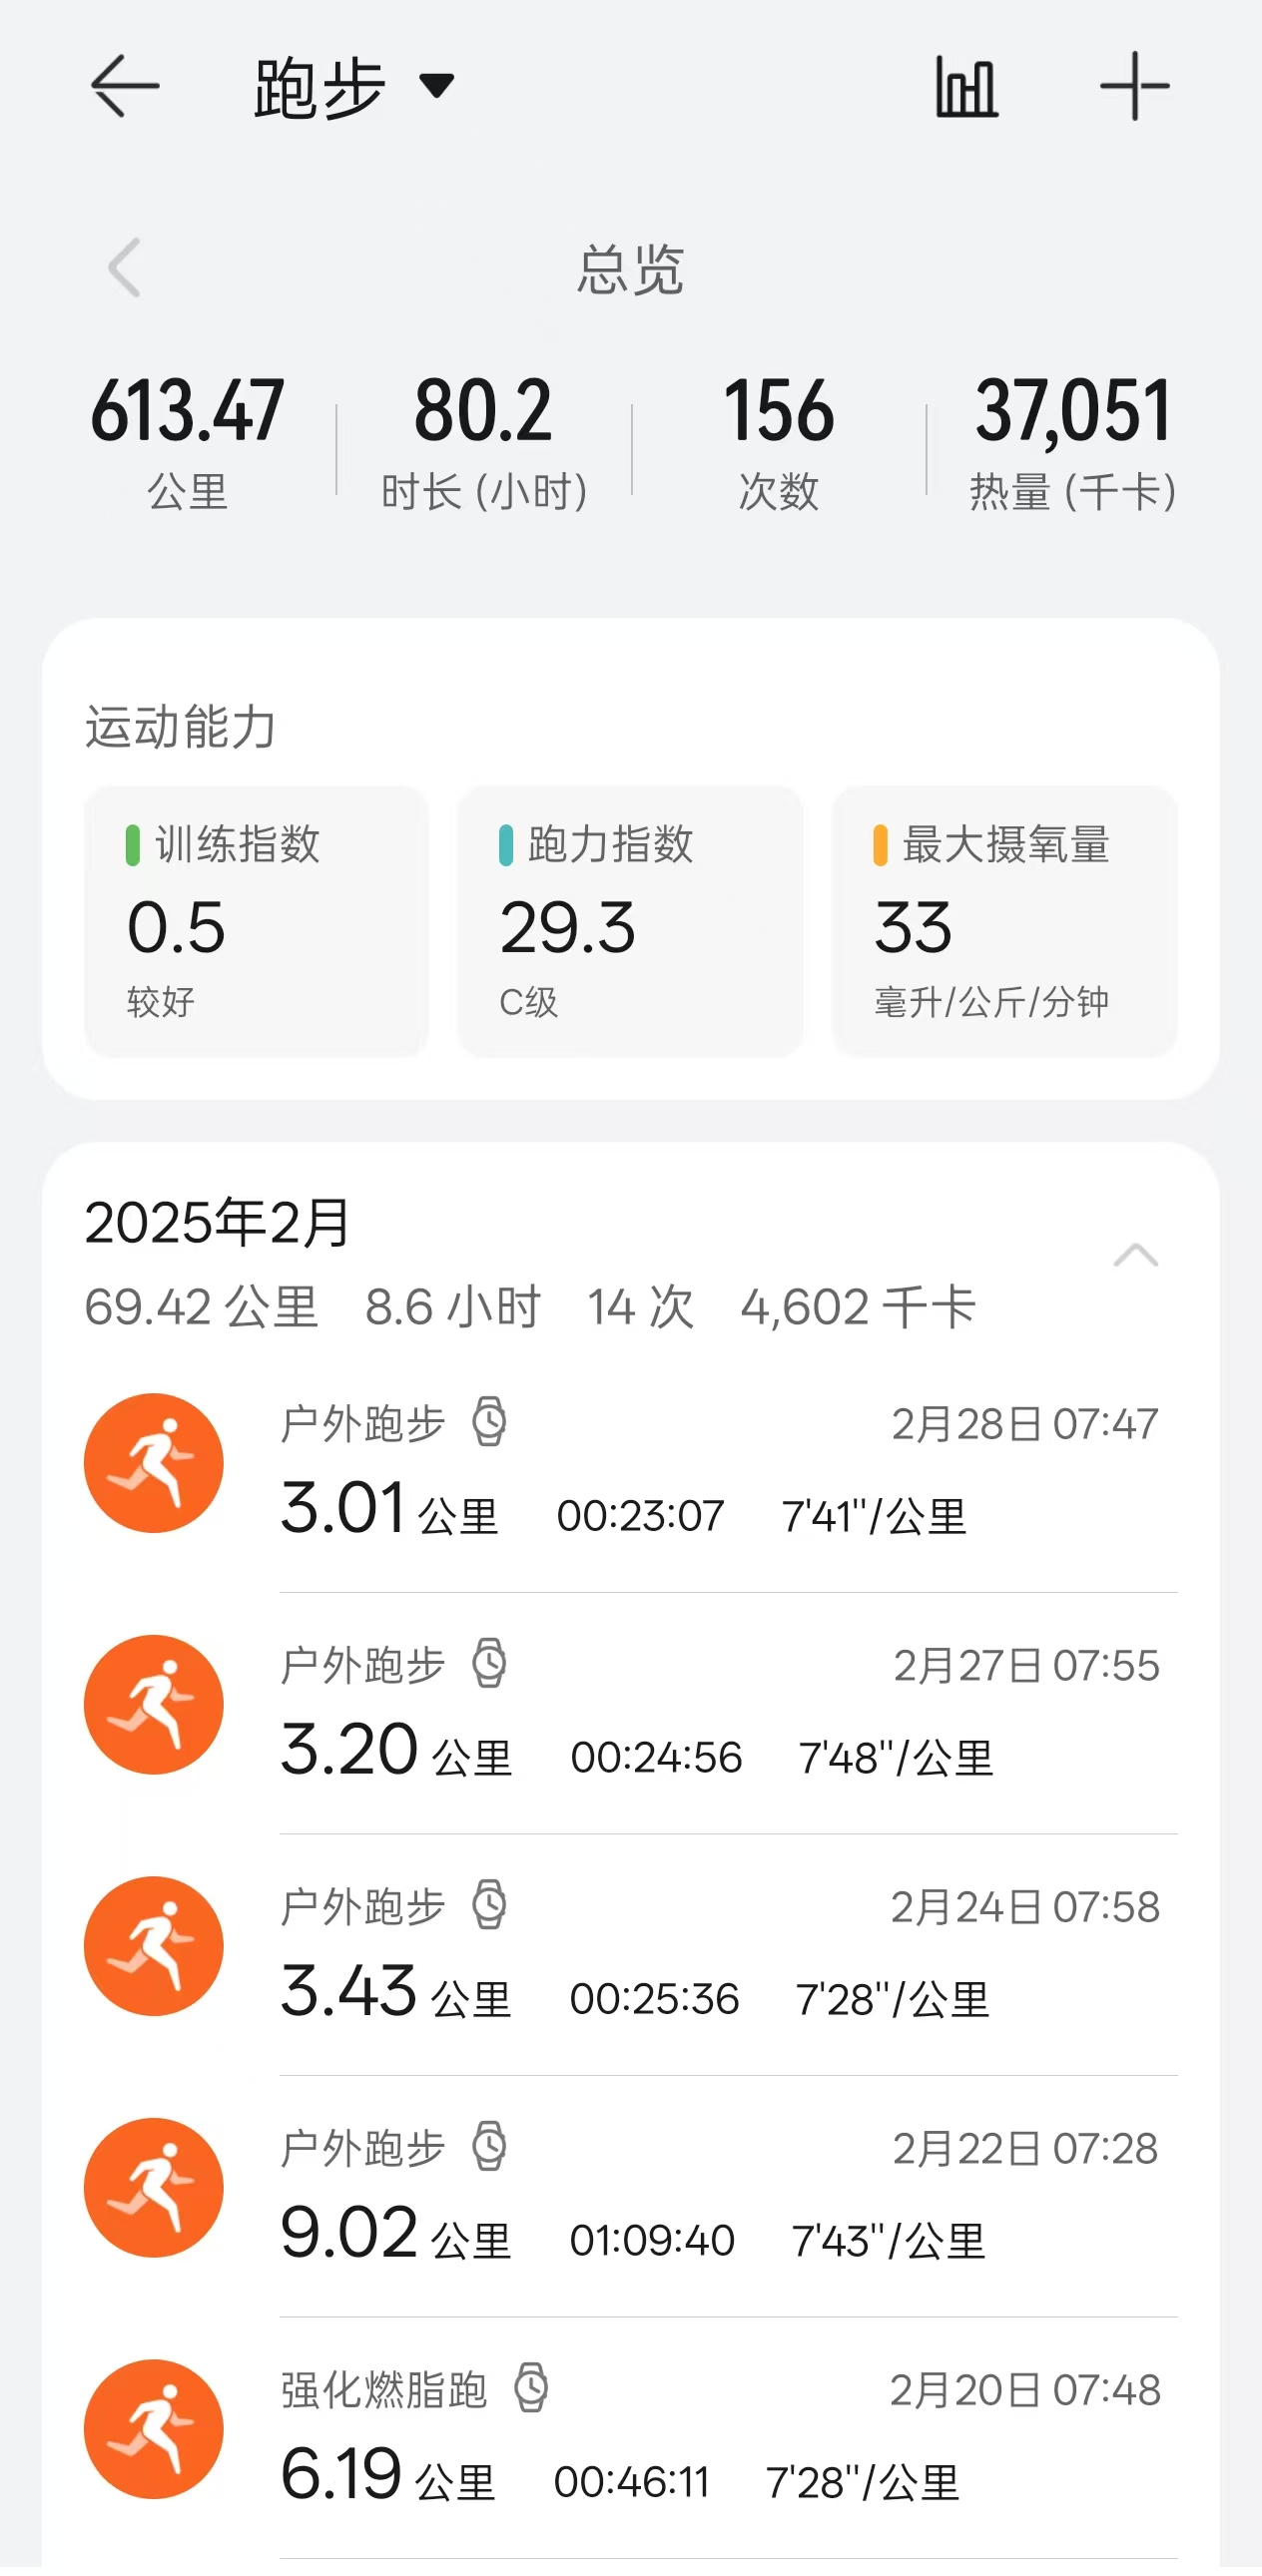 跑步
总览
613.47 80.2 156 37,051
公里 时长 (小时) 次数 热量 (千卡)
运动能力
训练指数 跑力指数 最大摄氧量
0.5 29.3 33
较好 C级 毫升/公斤/分钟
2025年2月
69.42 公里 8.6 小时 14 次 4,602 千卡
户外跑步 2月28日 07:47
3.01 公里 00:23:07 7'41"/公里
户外跑步 2月27日 07:55
3.20 公里 00:24:56 7'48"/公里
户外跑步 2月24日 07:58
3.43 公里 00:25:36 7'28"/公里
户外跑步 2月22日 07:28
9.02 公里 01:09:40 7'43"/公里
强化燃脂跑 2月20日 07:48
6.19 公里 00:46:11 7'28"/公里